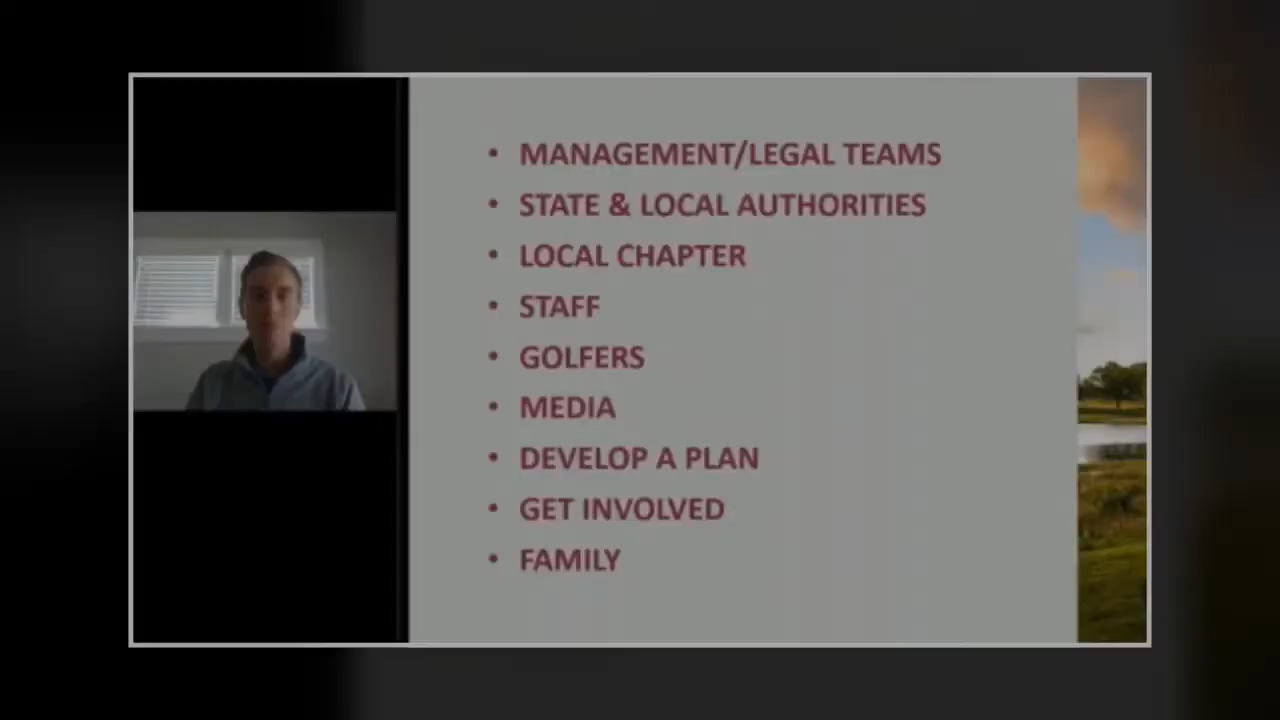 • MANAGEMENT/LEGAL TEAMS
• STATE & LOCAL AUTHORITIES
• LOCAL CHAPTER
• STAFF
• GOLFERS
• MEDIA
• DEVELOP A PLAN
• GET INVOLVED
• FAMILY